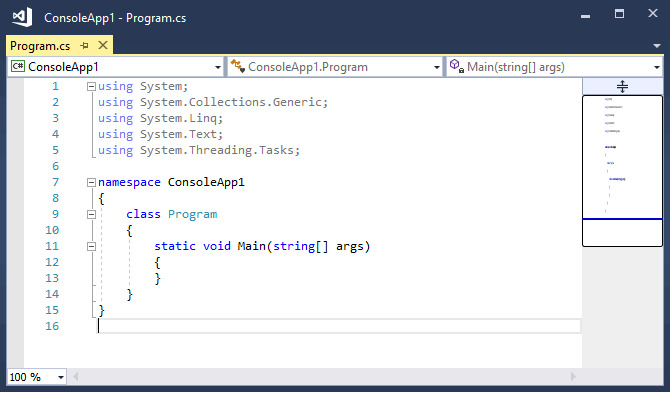 ConsoleApp1 - Program.cs
Program.cs
C# ConsoleApp1 ConsoleApp1.Program Main(string[] args)
1 using System;
2 using System.Collections.Generic;
3 using System.Linq;
4 using System.Text;
5 using System.Threading.Tasks;
6
7 namespace ConsoleApp1
8 {
9 class Program
10 {
11 static void Main(string[] args)
12 {
13 }
14 }
15 }
16
100 %